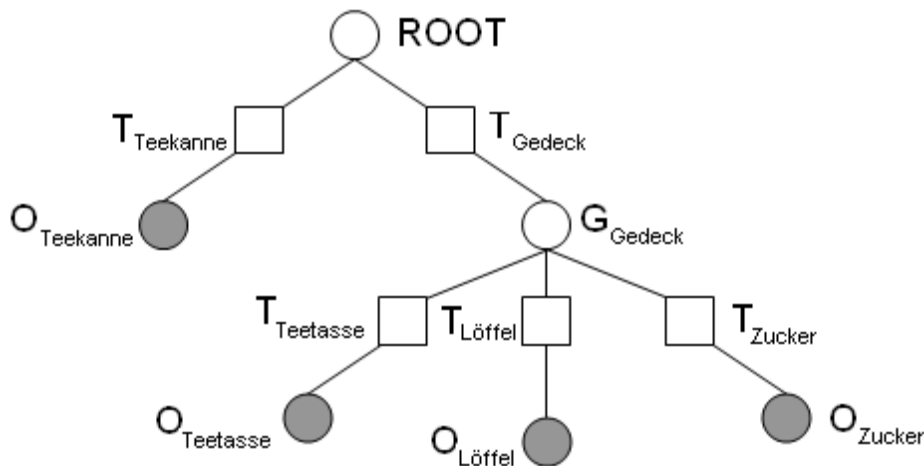 ROOT
T Teekanne
T Gedeck
O Teekanne
G Gedeck
T Teetasse
T Löffel
T Zucker
O Teetasse
O Löffel
O Zucker